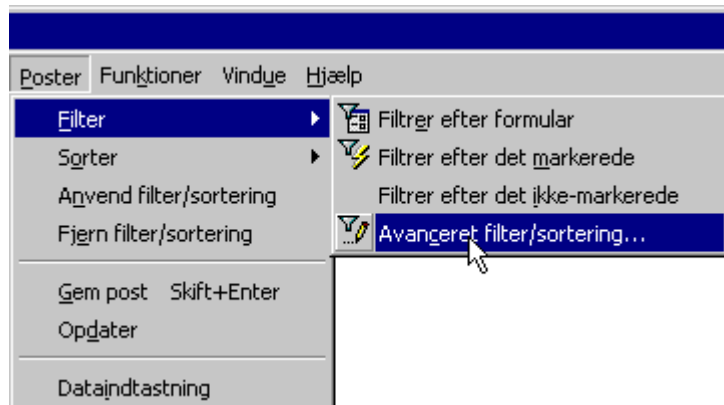 Poster Funktioner Vindue Hjælp
Filter
Sorter
Anvend filter/sortering
Fjern filter/sortering
Gem post Skift+Enter
Opdater
Dataindtastning
Filtrer efter formular
Filtrer efter det markerede
Filtrer efter det ikke-markerede
Avanceret filter/sortering...